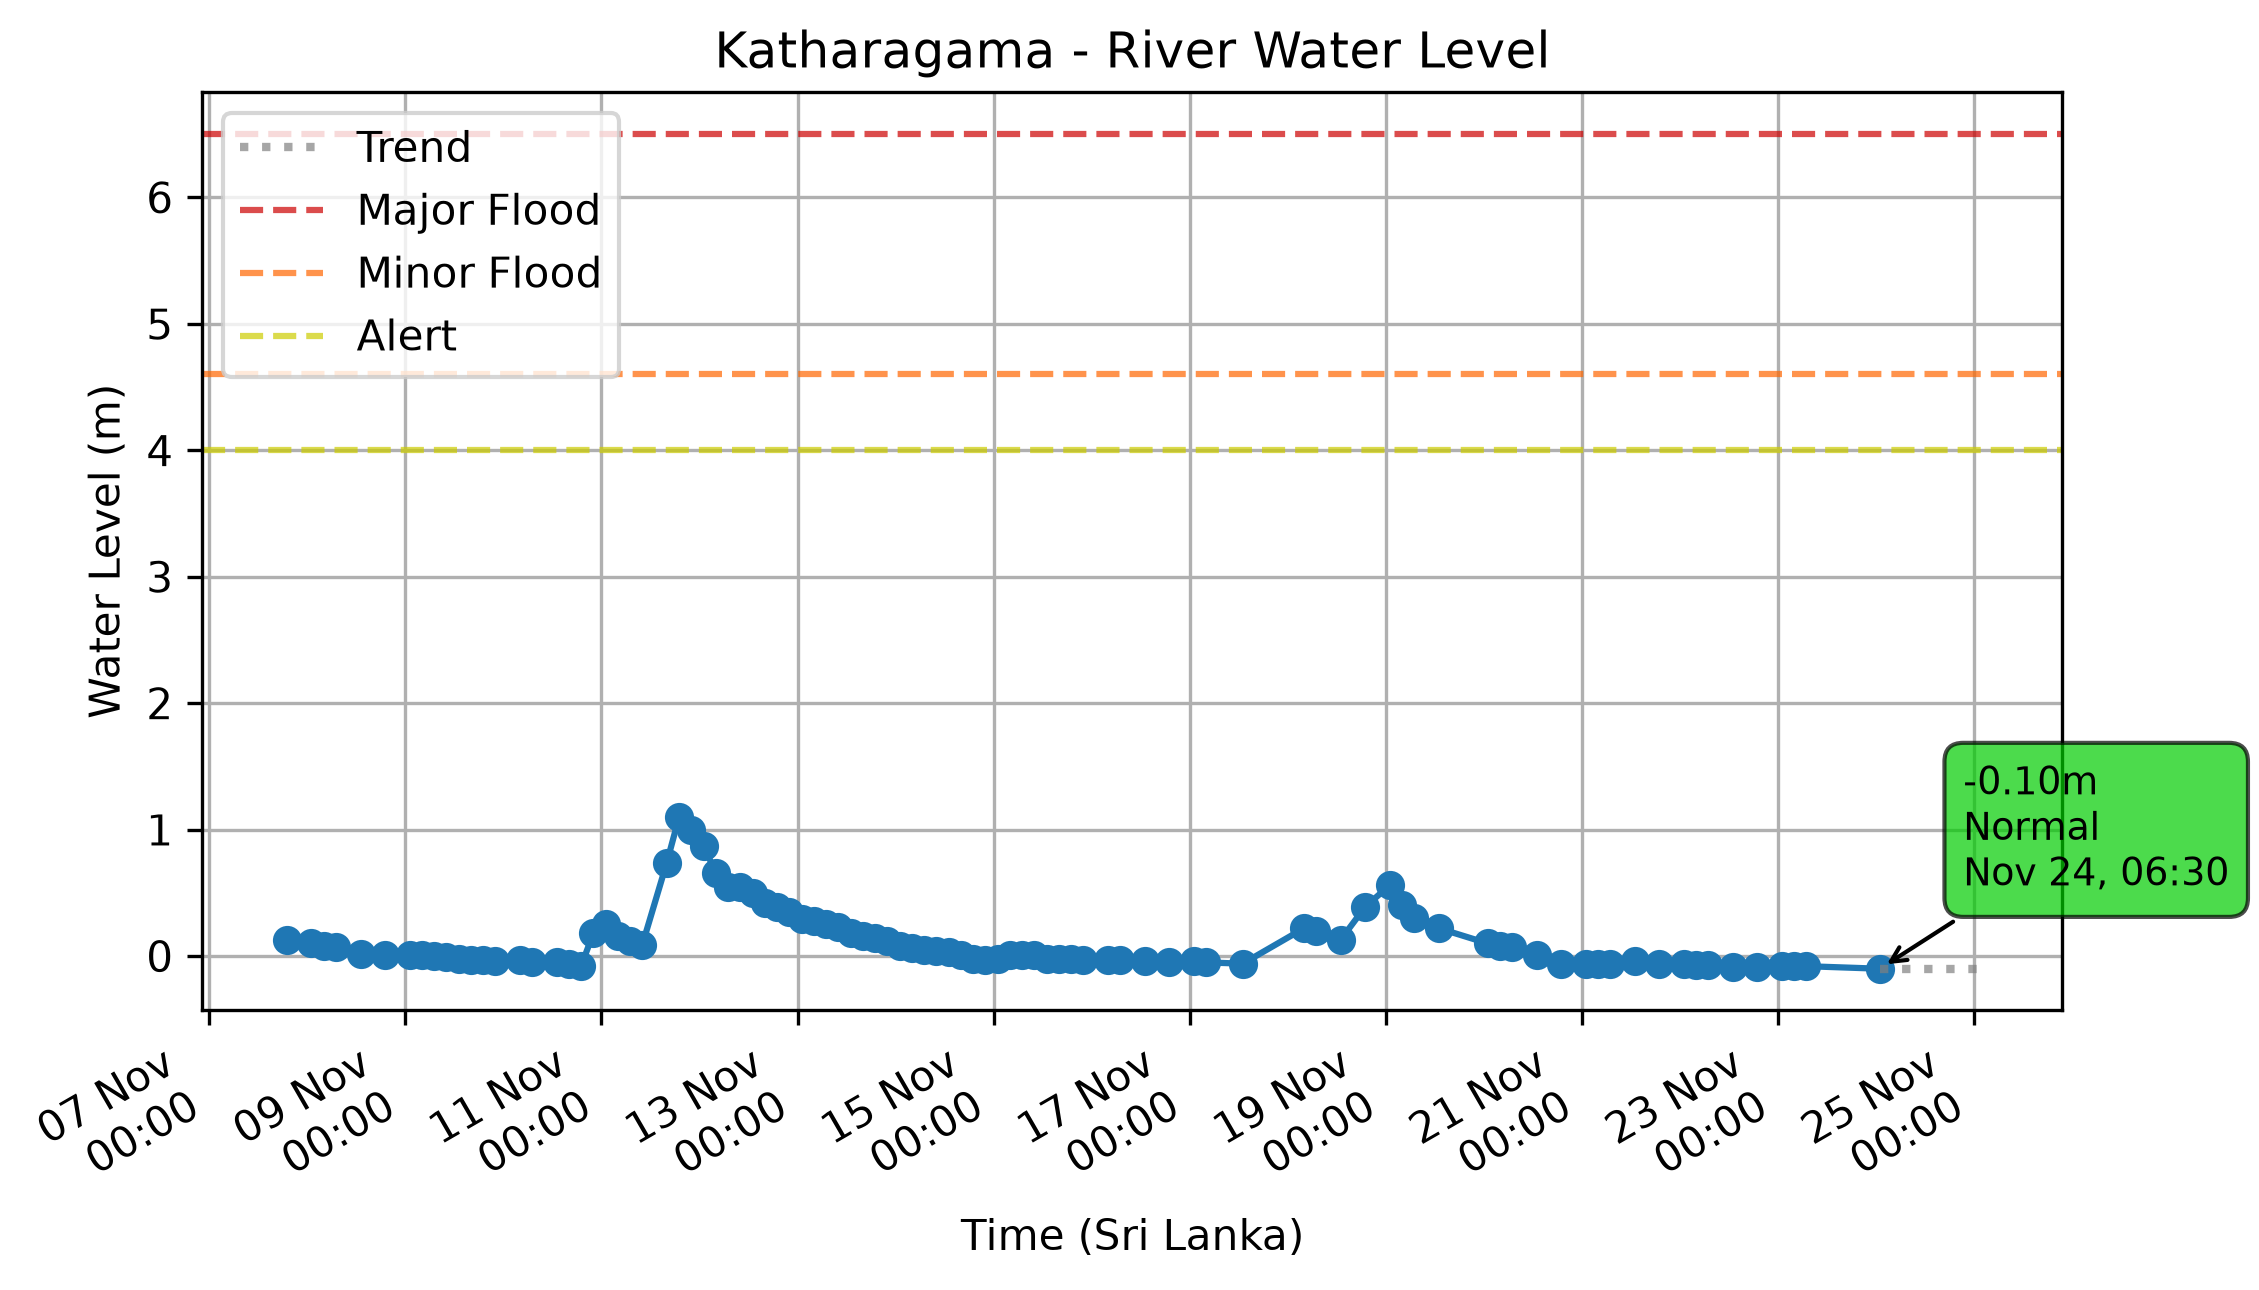 Katharagama - River Water Level
Trend
Major Flood
Minor Flood
Alert
Water Level (m)
6
5
4
3
2
1
0
-0.10m
Normal
Nov 24, 06:30
07 Nov
00:00
09 Nov
00:00
11 Nov
00:00
13 Nov
00:00
15 Nov
00:00
17 Nov
00:00
19 Nov
00:00
21 Nov
00:00
23 Nov
00:00
25 Nov
00:00
Time (Sri Lanka)